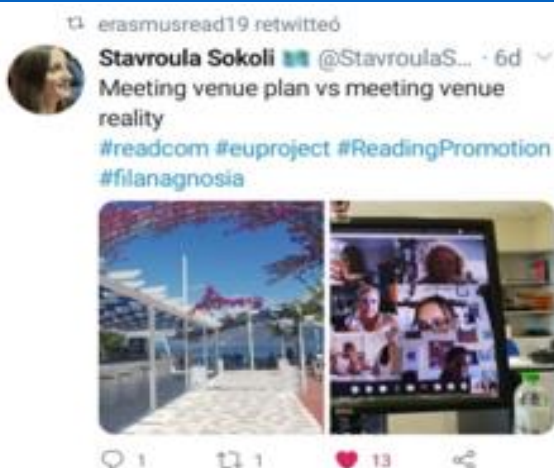 erasmusread19 retwitteó
Stavroula Sokoli @StavroulaS... · 6d
Meeting venue plan vs meeting venue
reality
#readcom #euproject #ReadingPromotion
#filanagnosia
1 1 13